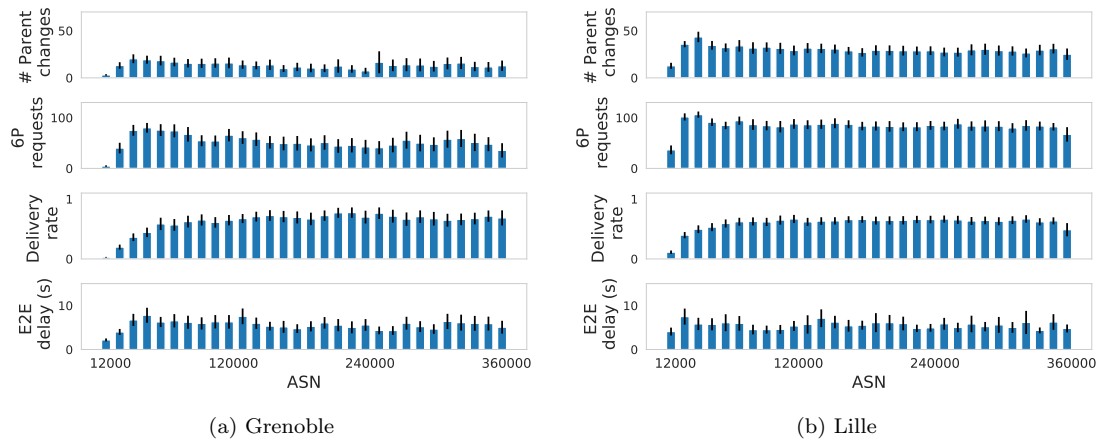 # Parent
changes
50
0
6P
requests
100
0
Delivery
rate
1
0
E2E
delay (s)
10
0
12000 120000 240000 360000
ASN
(a) Grenoble
# Parent
changes
50
0
6P
requests
100
0
Delivery
rate
1
0
E2E
delay (s)
10
0
12000 120000 240000 360000
ASN
(b) Lille